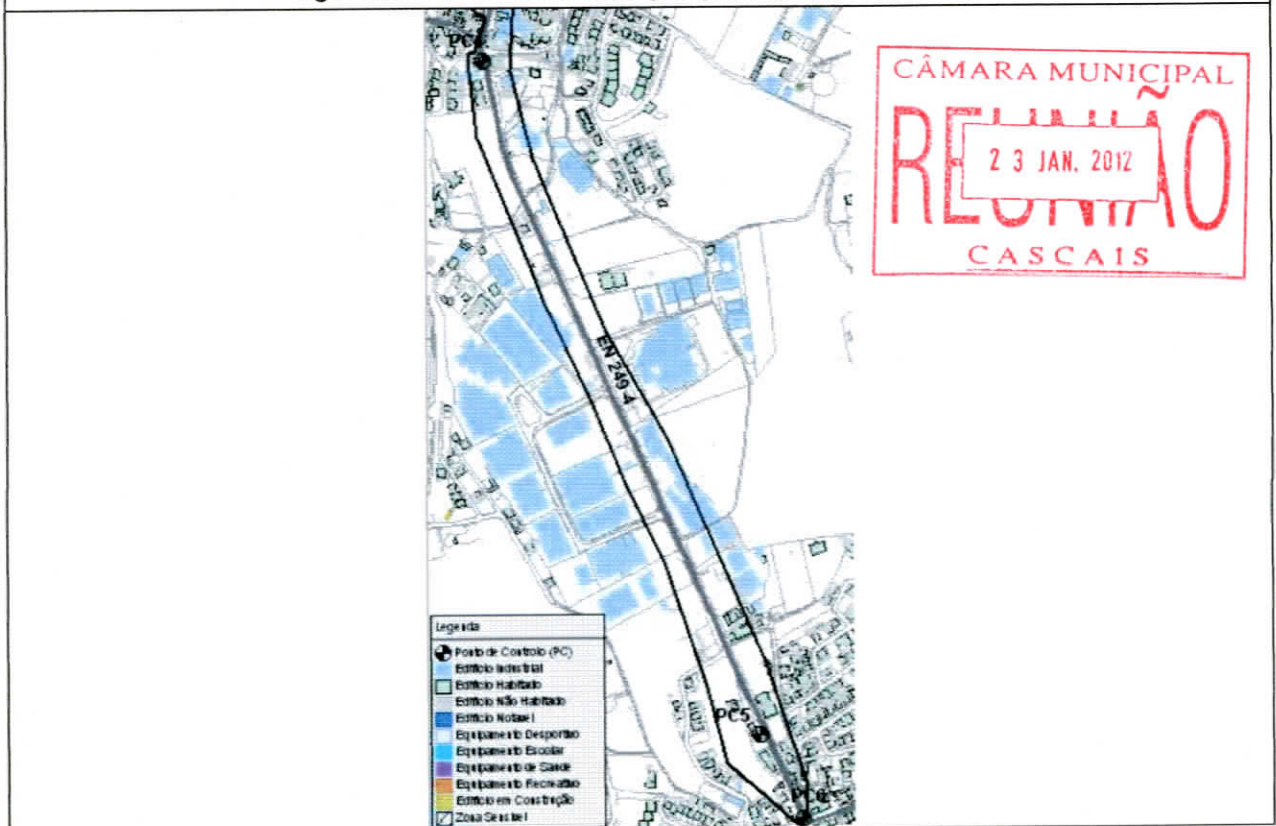 CÂMARA MUNICIPAL
REUNIÃO
23 JAN. 2012
CASCAIS
EN 249-4
PC5
PC6
Legenda
Ponto de Controlo (PC)
Edifício Industrial
Edifício Habitado
Edifício Não Habitado
Edifício Notável
Equipamento Desportivo
Equipamento Escolar
Equipamento de Saúde
Equipamento Recreativo
Edifício em Construção
Zona Sensível